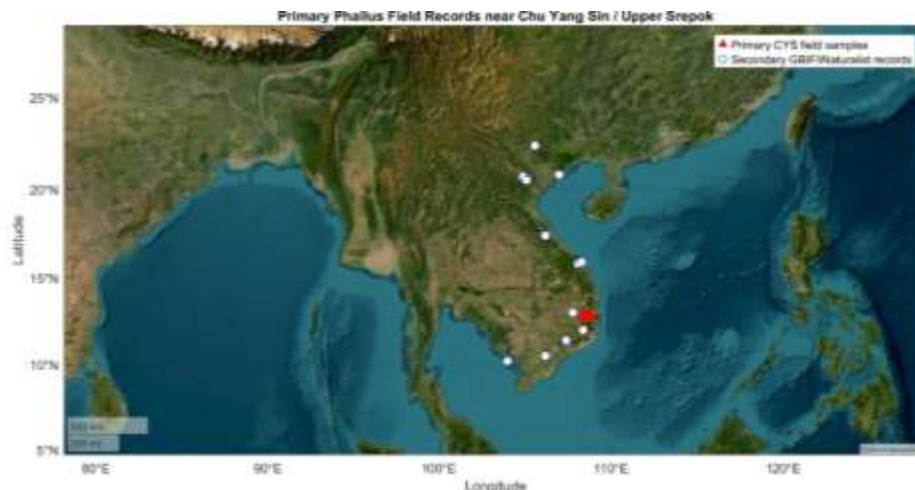 Primary Phallus Field Records near Chu Yang Sin / Upper Srepok
Primary CYS field samples
Secondary GBIF/iNaturalist records
25°N
20°N
15°N
10°N
5°N
Latitude
80°E
90°E
100°E
110°E
120°E
Longitude